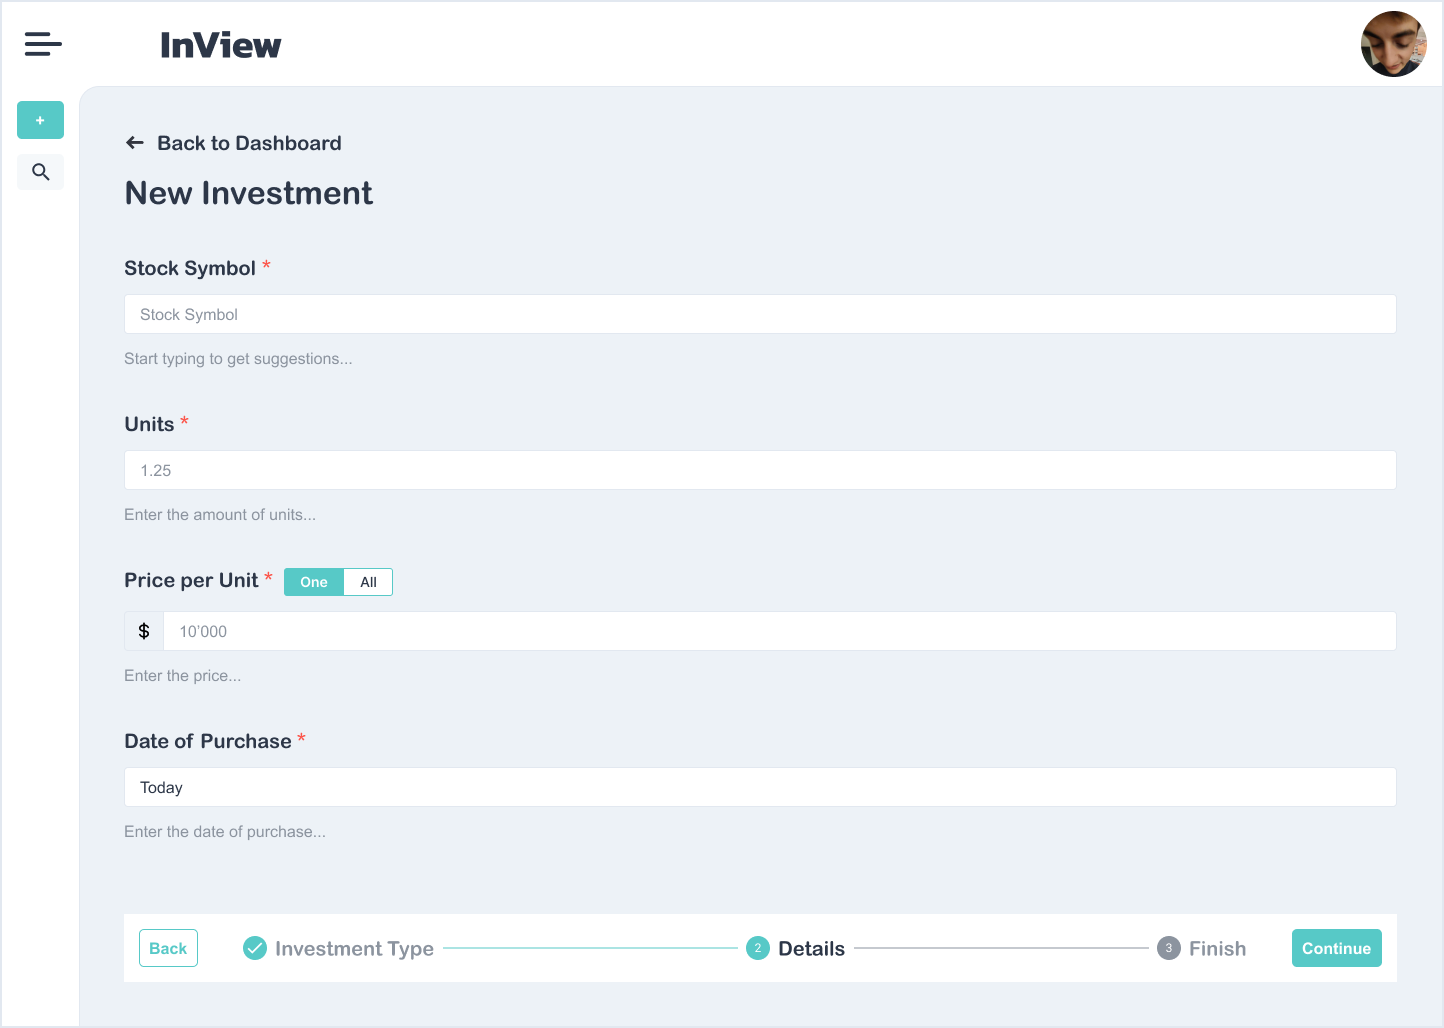 InView
+
Back to Dashboard
New Investment
Stock Symbol *
Stock Symbol
Start typing to get suggestions...
Units *
1.25
Enter the amount of units...
Price per Unit * One All
$ 10’000
Enter the price...
Date of Purchase *
Today
Enter the date of purchase...
Back Investment Type 2 Details 3 Finish Continue